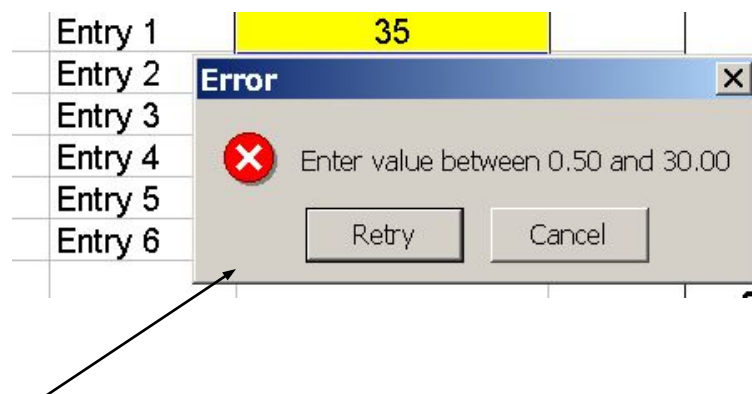 Entry 1 35
Entry 2
Error
Entry 3
Entry 4
Enter value between 0.50 and 30.00
Entry 5
Entry 6
Retry Cancel